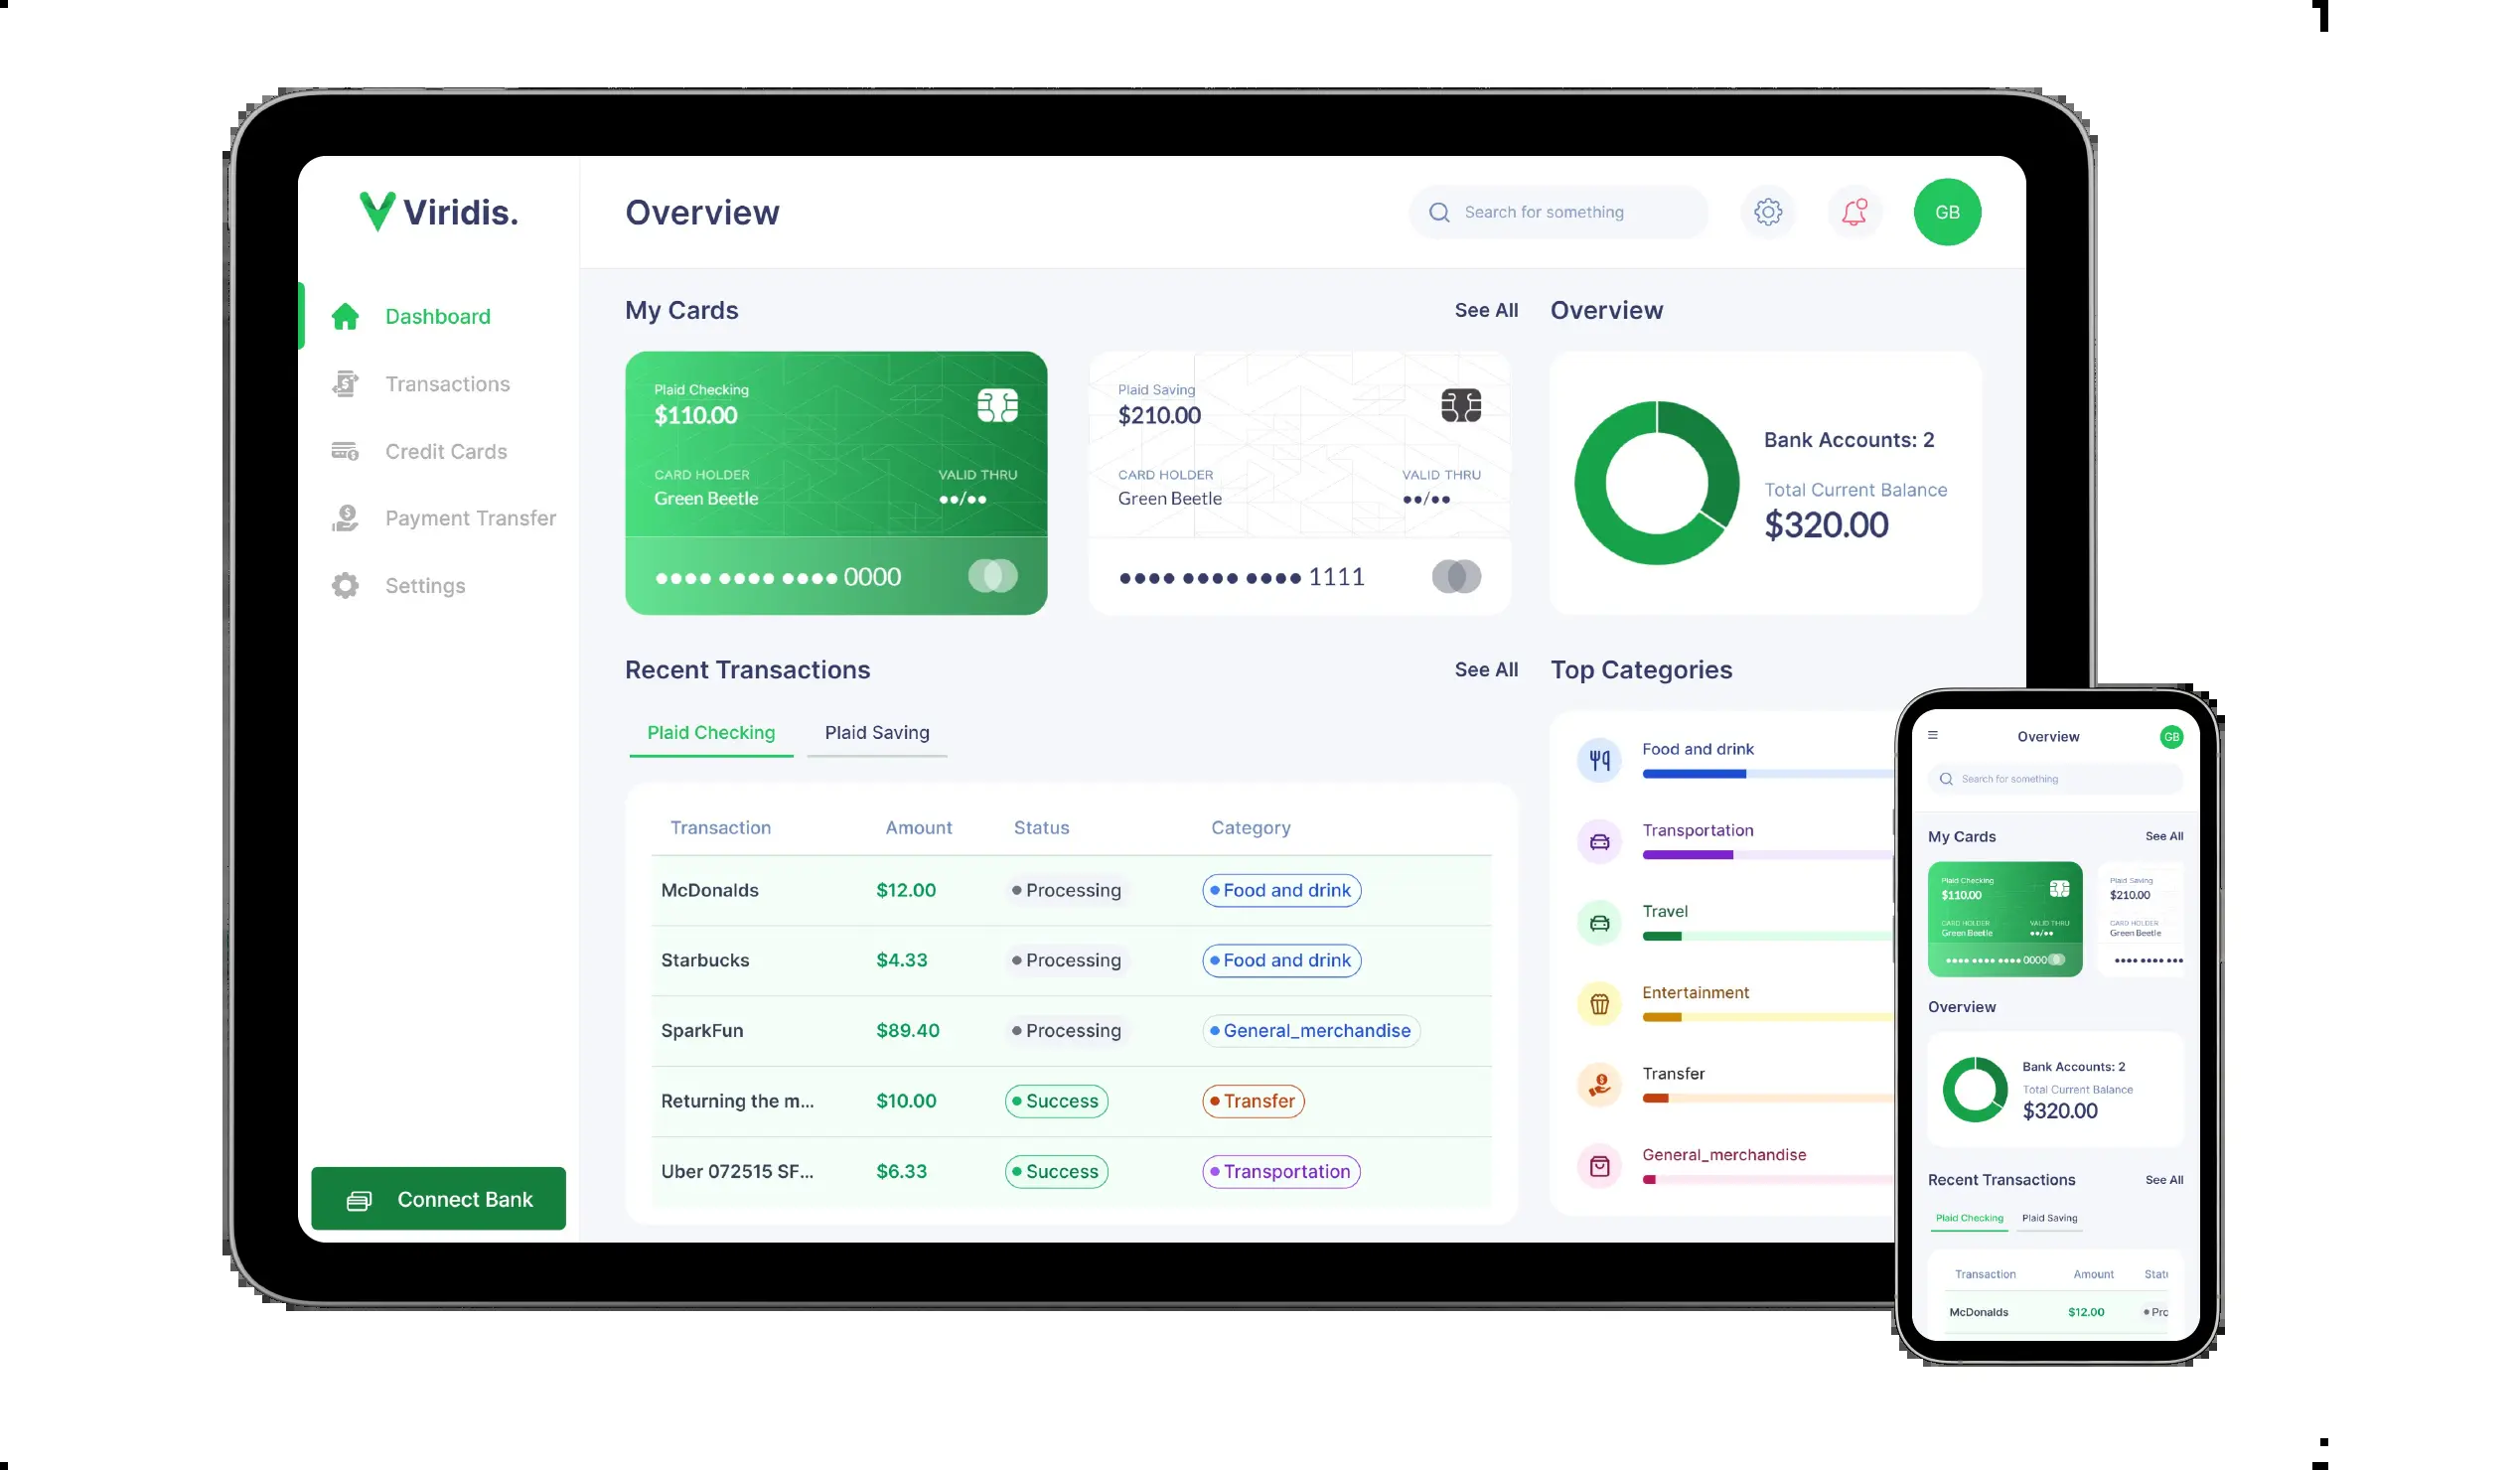 Viridis.
Dashboard
Transactions
Credit Cards
Payment Transfer
Settings
Connect Bank
Overview
Search for something
GB
My Cards
See All
Plaid Checking
$110.00
CARD HOLDER
VALID THRU
Green Beetle
••/••
•••• •••• •••• 0000
Plaid Saving
$210.00
CARD HOLDER
VALID THRU
Green Beetle
••/••
•••• •••• •••• 1111
Overview
Bank Accounts: 2
Total Current Balance
$320.00
Recent Transactions
See All
Plaid Checking Plaid Saving
Transaction Amount Status Category
McDonalds $12.00 Processing Food and drink
Starbucks $4.33 Processing Food and drink
SparkFun $89.40 Processing General_merchandise
Returning the m... $10.00 Success Transfer
Uber 072515 SF... $6.33 Success Transportation
Top Categories
Food and drink
Transportation
Travel
Entertainment
Transfer
General_merchandise
Overview
GB
Search for something
My Cards
See All
Plaid Checking
$110.00
CARD HOLDER
VALID THRU
Green Beetle
••/••
•••• •••• •••• 0000
Plaid Saving
$210.00
CARD HOLDER
Green Beetle
•••• •••• •••
Overview
Bank Accounts: 2
Total Current Balance
$320.00
Recent Transactions
See All
Plaid Checking Plaid Saving
Transaction Amount Stat
McDonalds $12.00 Pro